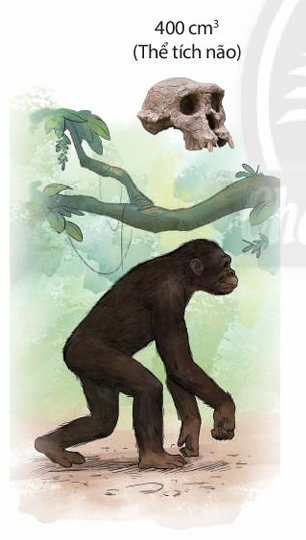 400 cm³
(Thể tích não)